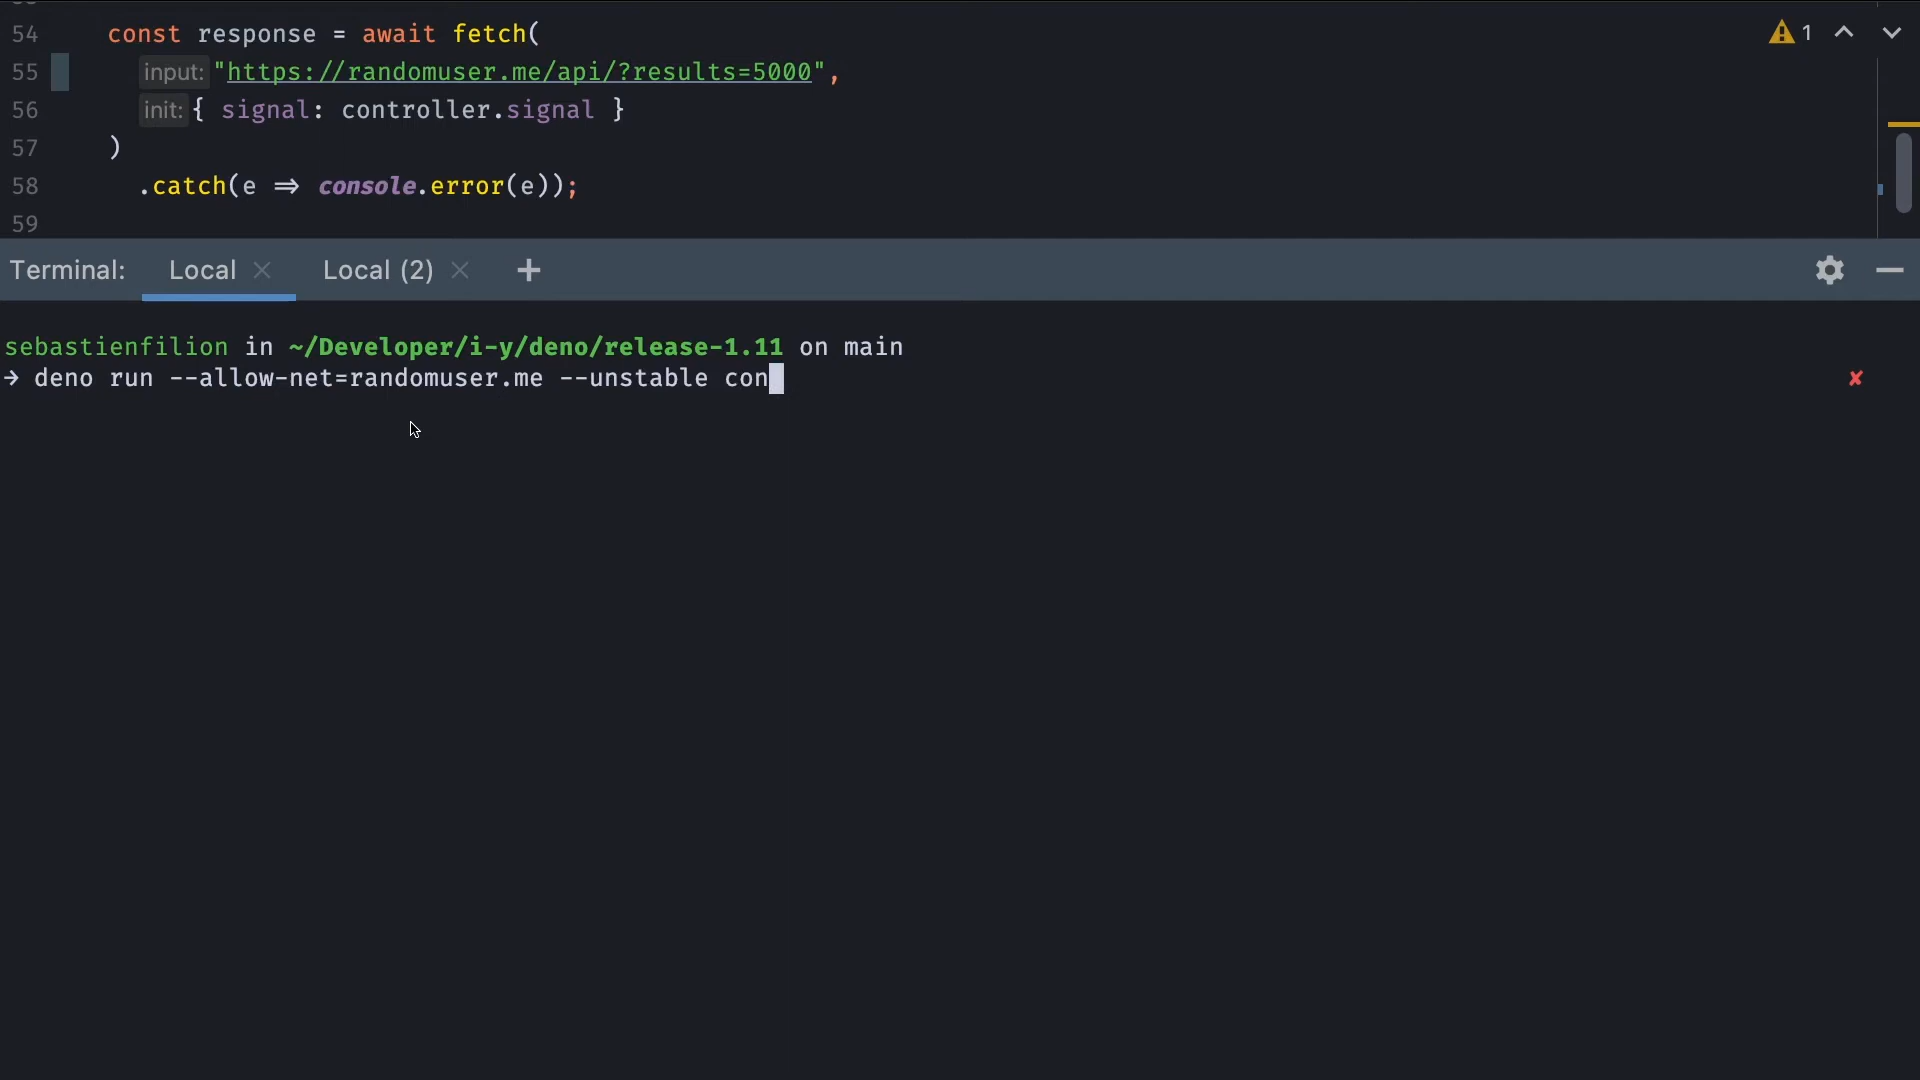 54 const response = await fetch(
55 input: "https://randomuser.me/api/?results=5000",
56 init: { signal: controller.signal }
57 )
58 .catch(e ⇒ console.error(e));
59
1
Terminal: Local Local (2) +
sebastienfilion in ~/Developer/i-y/deno/release-1.11 on main
→ deno run --allow-net=randomuser.me --unstable con ✘